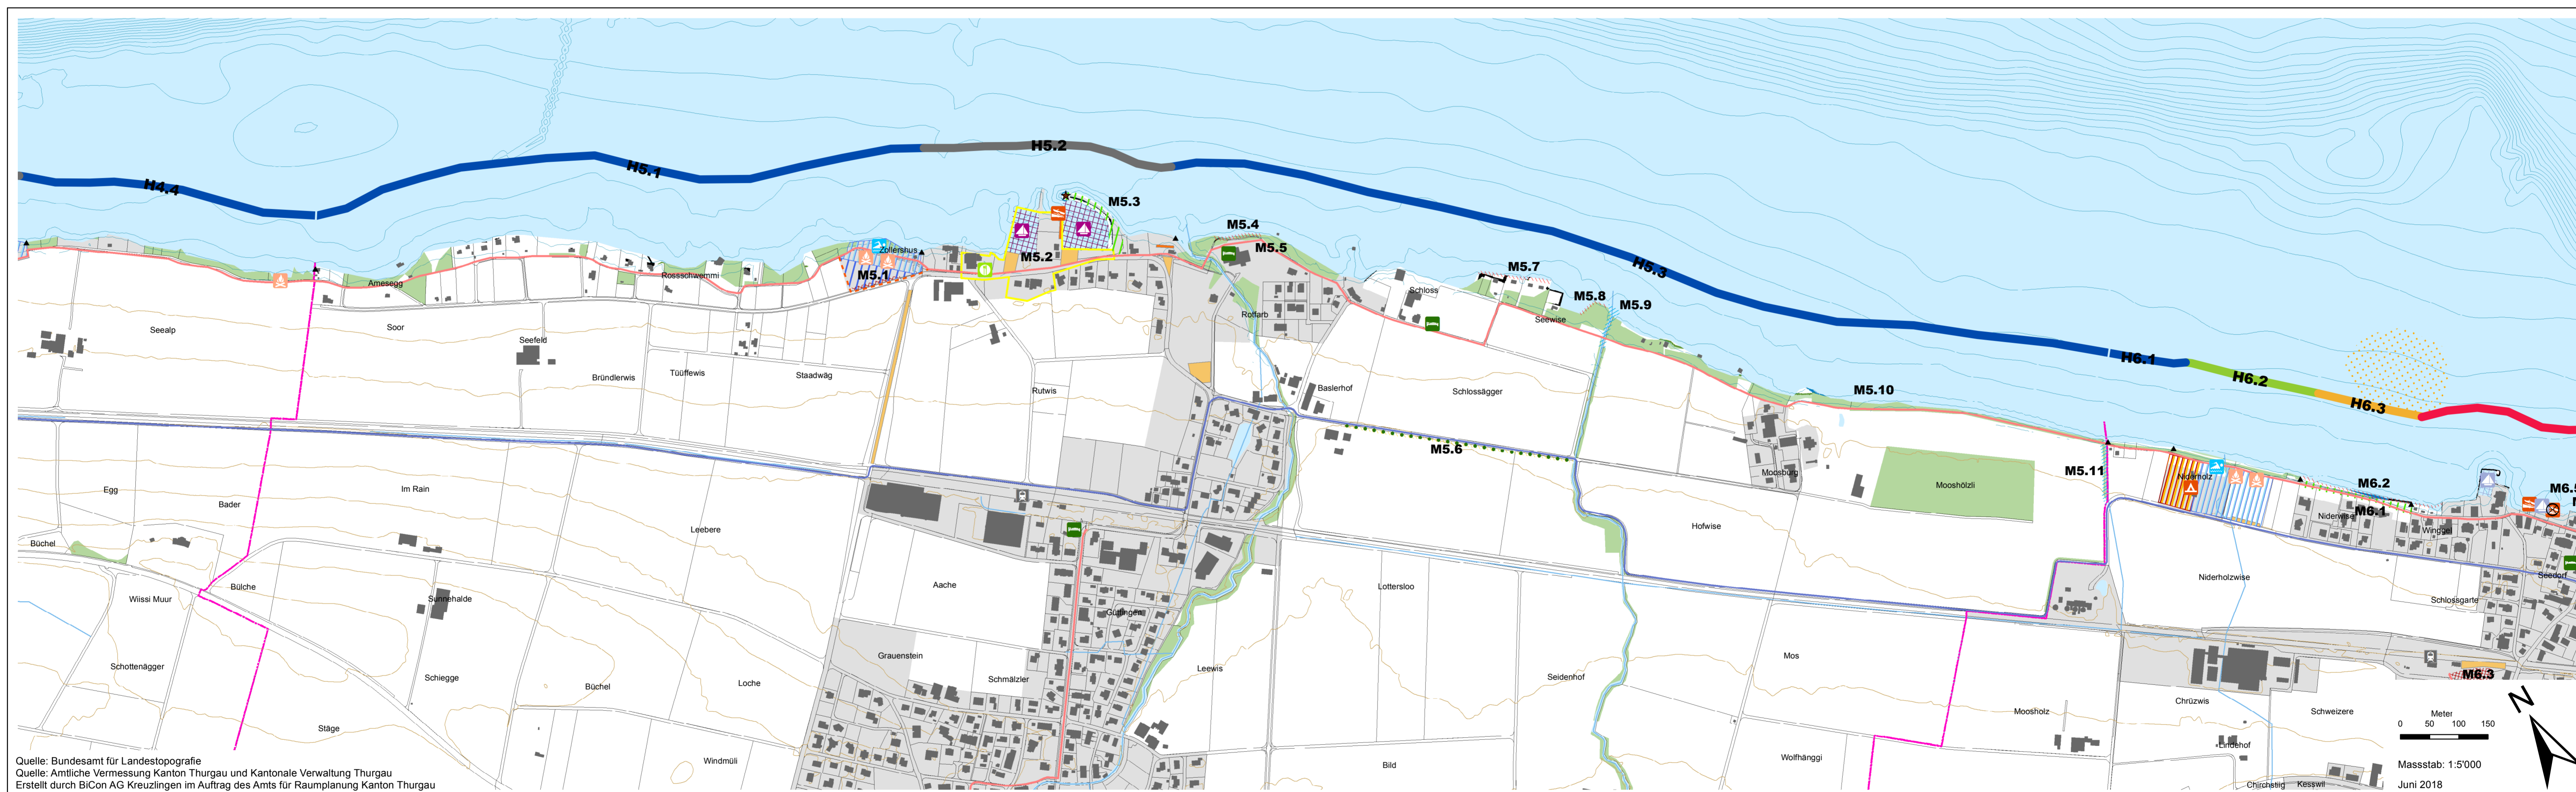 H5.2
H4.4
H5.1
M5.3
M5.4
M5.5
Zollershus
M5.2
M5.1
H5.3
M5.7
M5.8
M5.9
Rossschwemmi
Amesegg
Schloss
Seewise
Rotfarb
Seealp
Soor
Seefeld
Bründlerwis
Tüüffewis
Staadwäg
Rutwis
Baslerhof
Schlossägger
H6.1
H6.2
H6.3
M5.10
M5.6
Moosburg
M5.11
Mooshölzli
Niderholz
M6.2
M6.1
Niderwise
Winggel
Egg
Bader
Im Rain
Leebere
Hofwise
Büchel
Bülche
Wiissi Muur
Sunnehalde
Aache
Güttingen
Lottersloo
Niderholzwise
Seedorf
Schlossgarte
Schottenägger
Schiegge
Büchel
Loche
Grauenstein
Schmälzler
Leewis
Seidenhof
Mos
M6.3
Stäge
Windmüli
Bild
Wolfhänggi
Moosholz
Chrüzwis
Schweizere
Lindehof
Chirchstiig
Kesswil
N
Meter
0 50 100 150
Massstab: 1:5'000
Juni 2018
Quelle: Bundesamt für Landestopografie
Quelle: Amtliche Vermessung Kanton Thurgau und Kantonale Verwaltung Thurgau
Erstellt durch BiCon AG Kreuzlingen im Auftrag des Amts für Raumplanung Kanton Thurgau